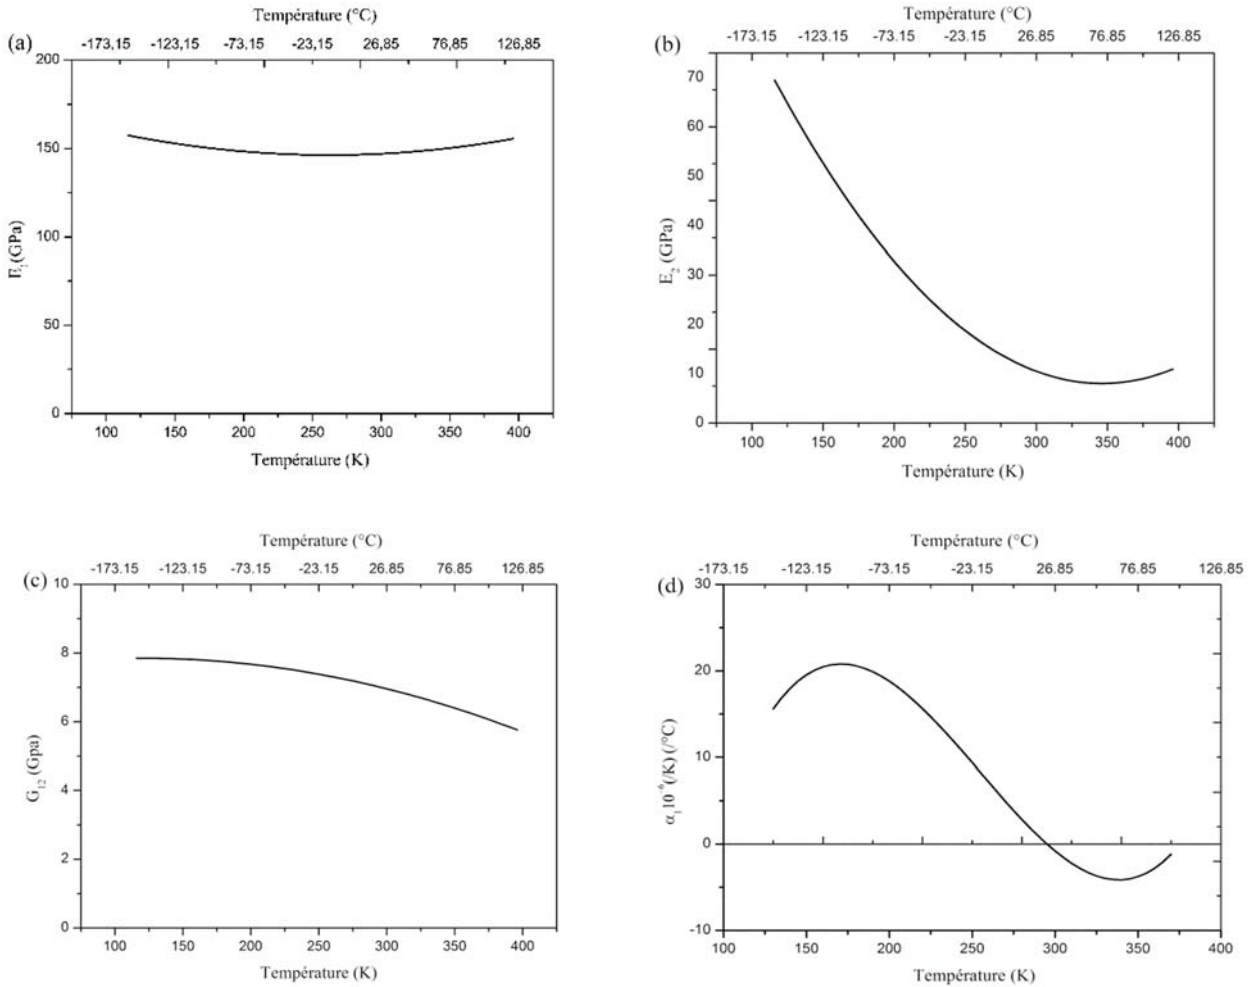 Température (°C)
(a)
-173,15 -123,15 -73,15 -23,15 26,85 76,85 126,85
200
150
100
50
0
E₁(GPa)
100 150 200 250 300 350 400
Température (K)
Température (°C)
(b)
-173.15 -123.15 -73.15 -23.15 26.85 76.85 126.85
70
60
50
40
30
20
10
0
E₂ (GPa)
100 150 200 250 300 350 400
Température (K)
Température (°C)
(c)
-173.15 -123.15 -73.15 -23.15 26.85 76.85 126.85
10
8
6
4
2
0
G₁₂ (Gpa)
100 150 200 250 300 350 400
Température (K)
Température (°C)
-173.15 -123.15 -73.15 -23.15 26.85 76.85 126.85
(d)
30
20
10
0
-10
α₁10⁻⁶(/K) (/°C)
100 150 200 250 300 350 400
Température (K)